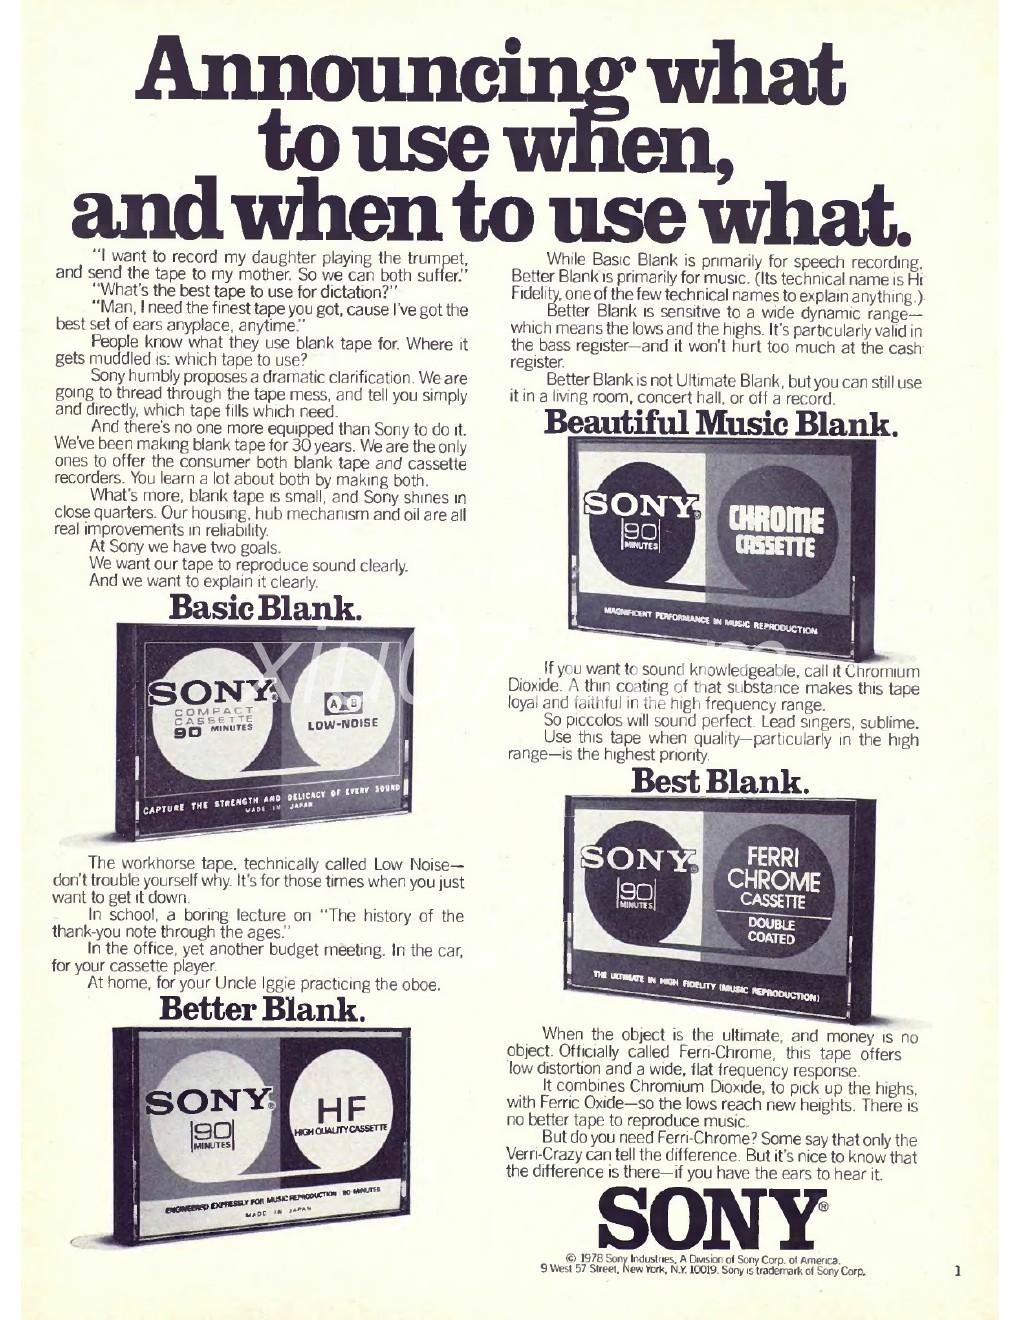 Announcing what
to use when,
and when to use what.
"I want to record my daughter playing the trumpet,
and send the tape to my mother. So we can both suffer."
"What's the best tape to use for dictation?"
"Man, I need the finest tape you got, cause I've got the
best set of ears anyplace, anytime."
People know what they use blank tape for. Where it
gets muddled is: which tape to use?
Sony humbly proposes a dramatic clarification. We are
going to thread through the tape mess, and tell you simply
and directly, which tape fills which need.
And there's no one more equipped than Sony to do it.
We've been making blank tape for 30 years. We are the only
ones to offer the consumer both blank tape and cassette
recorders. You learn a lot about both by making both.
What's more, blank tape is small, and Sony shines in
close quarters. Our housing, hub mechanism and oil are all
real improvements in reliability.
At Sony we have two goals.
We want our tape to reproduce sound clearly.
And we want to explain it clearly.
Basic Blank.
SONY®
COMPACT
CASSETTE
90 MINUTES
A B
LOW-NOISE
CAPTURE THE STRENGTH AND DELICACY OF EVERY SOUND
MADE IN JAPAN
The workhorse tape, technically called Low Noise—
don't trouble yourself why. It's for those times when you just
want to get it down.
In school, a boring lecture on "The history of the
thank-you note through the ages."
In the office, yet another budget meeting. In the car,
for your cassette player.
At home, for your Uncle Iggie practicing the oboe.
Better Blank.
SONY®
90
MINUTES
HF
HIGH QUALITY CASSETTE
ENGINEERED EXPRESSLY FOR MUSIC REPRODUCTION 90 MINUTES
MADE IN JAPAN
While Basic Blank is primarily for speech recording,
Better Blank is primarily for music. (Its technical name is Hi
Fidelity, one of the few technical names to explain anything.)
Better Blank is sensitive to a wide dynamic range—
which means the lows and the highs. It's particularly valid in
the bass register—and it won't hurt too much at the cash
register.
Better Blank is not Ultimate Blank, but you can still use
it in a living room, concert hall, or off a record.
Beautiful Music Blank.
SONY®
90
MINUTES
CHROME
CASSETTE
MAGNIFICENT PERFORMANCE IN MUSIC REPRODUCTION
If you want to sound knowledgeable, call it Chromium
Dioxide. A thin coating of that substance makes this tape
loyal and faithful in the high frequency range.
So piccolos will sound perfect. Lead singers, sublime.
Use this tape when quality—particularly in the high
range—is the highest priority.
Best Blank.
SONY®
90
MINUTES
FERRI
CHROME
CASSETTE
DOUBLE
COATED
THE ULTIMATE IN HIGH FIDELITY (MUSIC REPRODUCTION)
When the object is the ultimate, and money is no
object. Officially called Ferri-Chrome, this tape offers
low distortion and a wide, flat frequency response.
It combines Chromium Dioxide, to pick up the highs,
with Ferric Oxide—so the lows reach new heights. There is
no better tape to reproduce music.
But do you need Ferri-Chrome? Some say that only the
Verri-Crazy can tell the difference. But it's nice to know that
the difference is there—if you have the ears to hear it.
SONY®
© 1978 Sony Industries, A Division of Sony Corp. of America.
9 West 57 Street, New York, N.Y. 10019. Sony is trademark of Sony Corp.
1